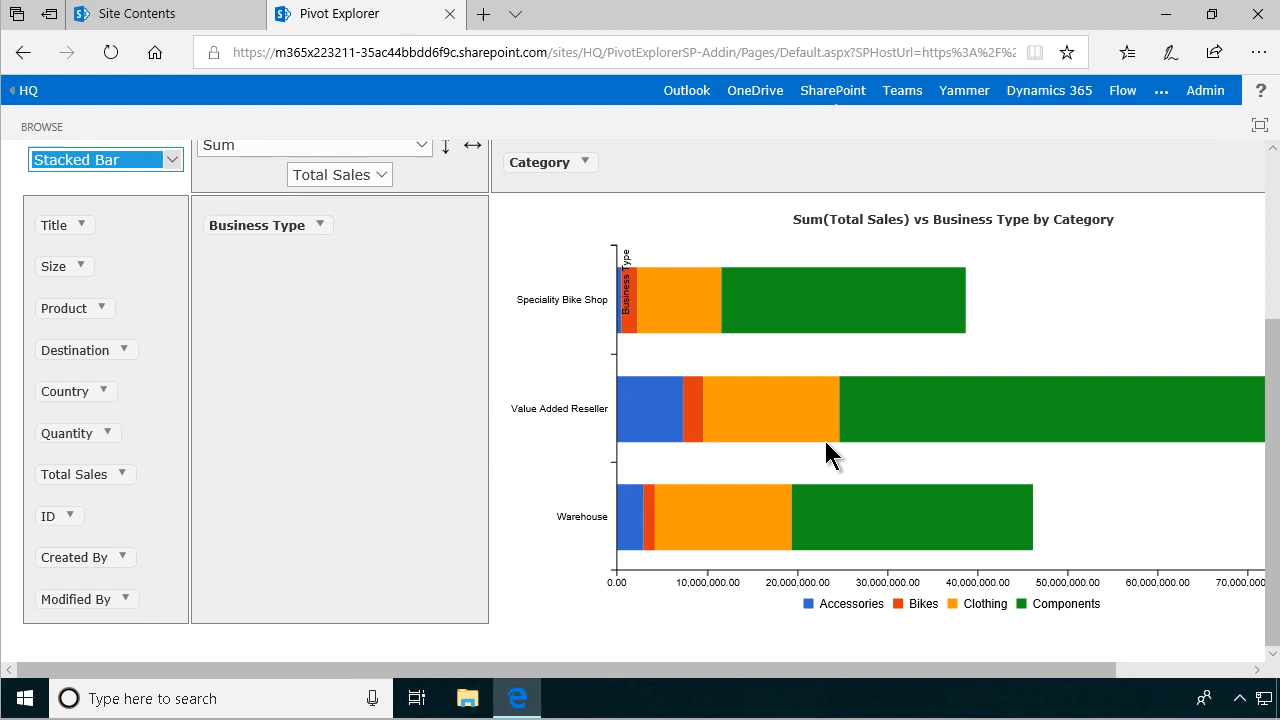 Site Contents
Pivot Explorer
https://m365x223211-35ac44bbdd6f9c.sharepoint.com/sites/HQ/PivotExplorerSP-Addin/Pages/Default.aspx?SPHostUrl=https%3A%2F%2
HQ
Outlook OneDrive SharePoint Teams Yammer Dynamics 365 Flow ... Admin ?
BROWSE
Stacked Bar
Sum
Total Sales
Category
Title
Size
Product
Destination
Country
Quantity
Total Sales
ID
Created By
Modified By
Business Type
Sum(Total Sales) vs Business Type by Category
Business Type
Speciality Bike Shop
Value Added Reseller
Warehouse
0.00 10,000,000.00 20,000,000.00 30,000,000.00 40,000,000.00 50,000,000.00 60,000,000.00 70,000,000
Accessories Bikes Clothing Components
Type here to search